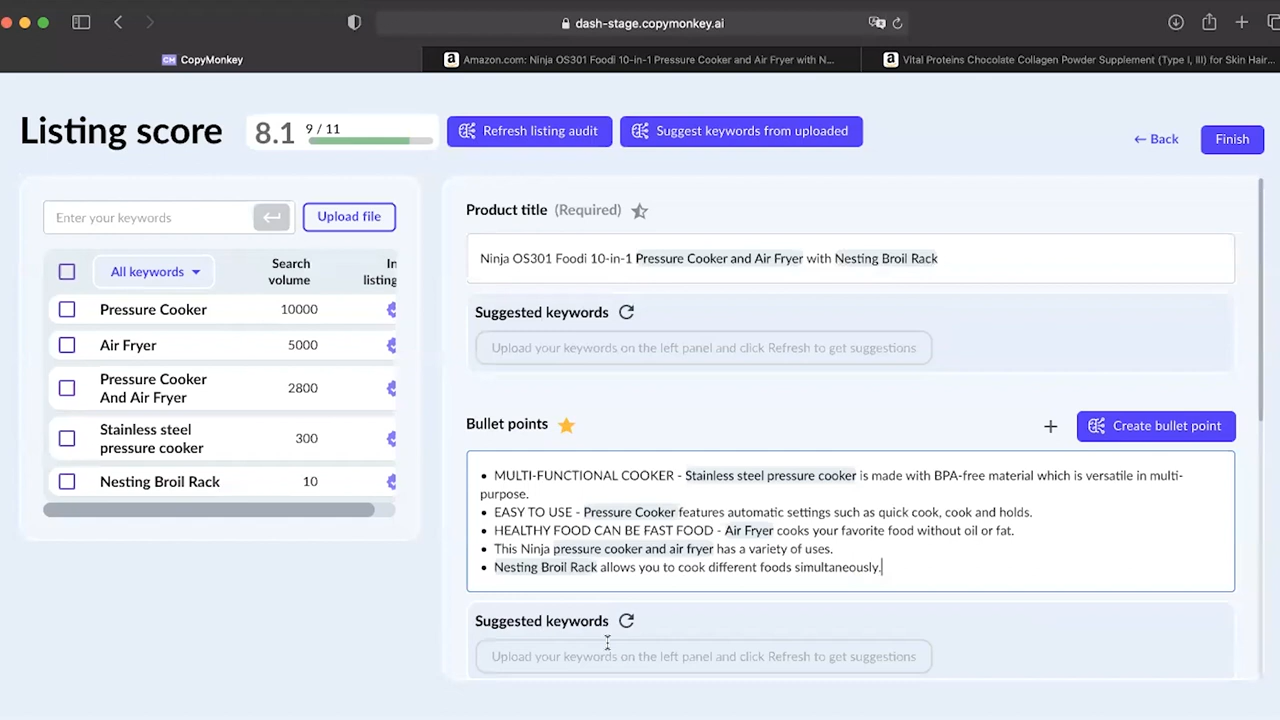 dash-stage.copymonkey.ai
CM CopyMonkey
Amazon.com: Ninja OS301 Foodi 10-in-1 Pressure Cooker and Air Fryer with N...
Vital Proteins Chocolate Collagen Powder Supplement (Type I, III) for Skin Hair...
Listing score
8.1
9 / 11
Refresh listing audit
Suggest keywords from uploaded
← Back
Finish
Enter your keywords
Upload file
All keywords
Search
volume
In
listing
Pressure Cooker 10000
Air Fryer 5000
Pressure Cooker
And Air Fryer
2800
Stainless steel
pressure cooker
300
Nesting Broil Rack 10
Product title (Required)
Ninja OS301 Foodi 10-in-1 Pressure Cooker and Air Fryer with Nesting Broil Rack
Suggested keywords
Upload your keywords on the left panel and click Refresh to get suggestions
Bullet points
+
Create bullet point
• MULTI-FUNCTIONAL COOKER - Stainless steel pressure cooker is made with BPA-free material which is versatile in multi-
purpose.
• EASY TO USE - Pressure Cooker features automatic settings such as quick cook, cook and holds.
• HEALTHY FOOD CAN BE FAST FOOD - Air Fryer cooks your favorite food without oil or fat.
• This Ninja pressure cooker and air fryer has a variety of uses.
• Nesting Broil Rack allows you to cook different foods simultaneously.
Suggested keywords
Upload your keywords on the left panel and click Refresh to get suggestions